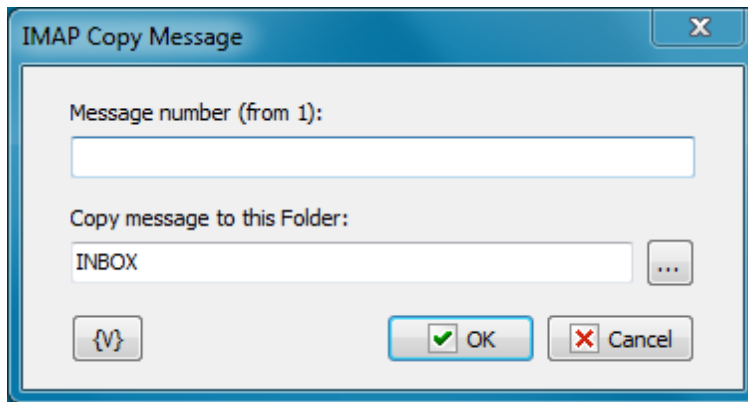 IMAP Copy Message
X
Message number (from 1):
Copy message to this Folder:
INBOX
...
{V} OK Cancel